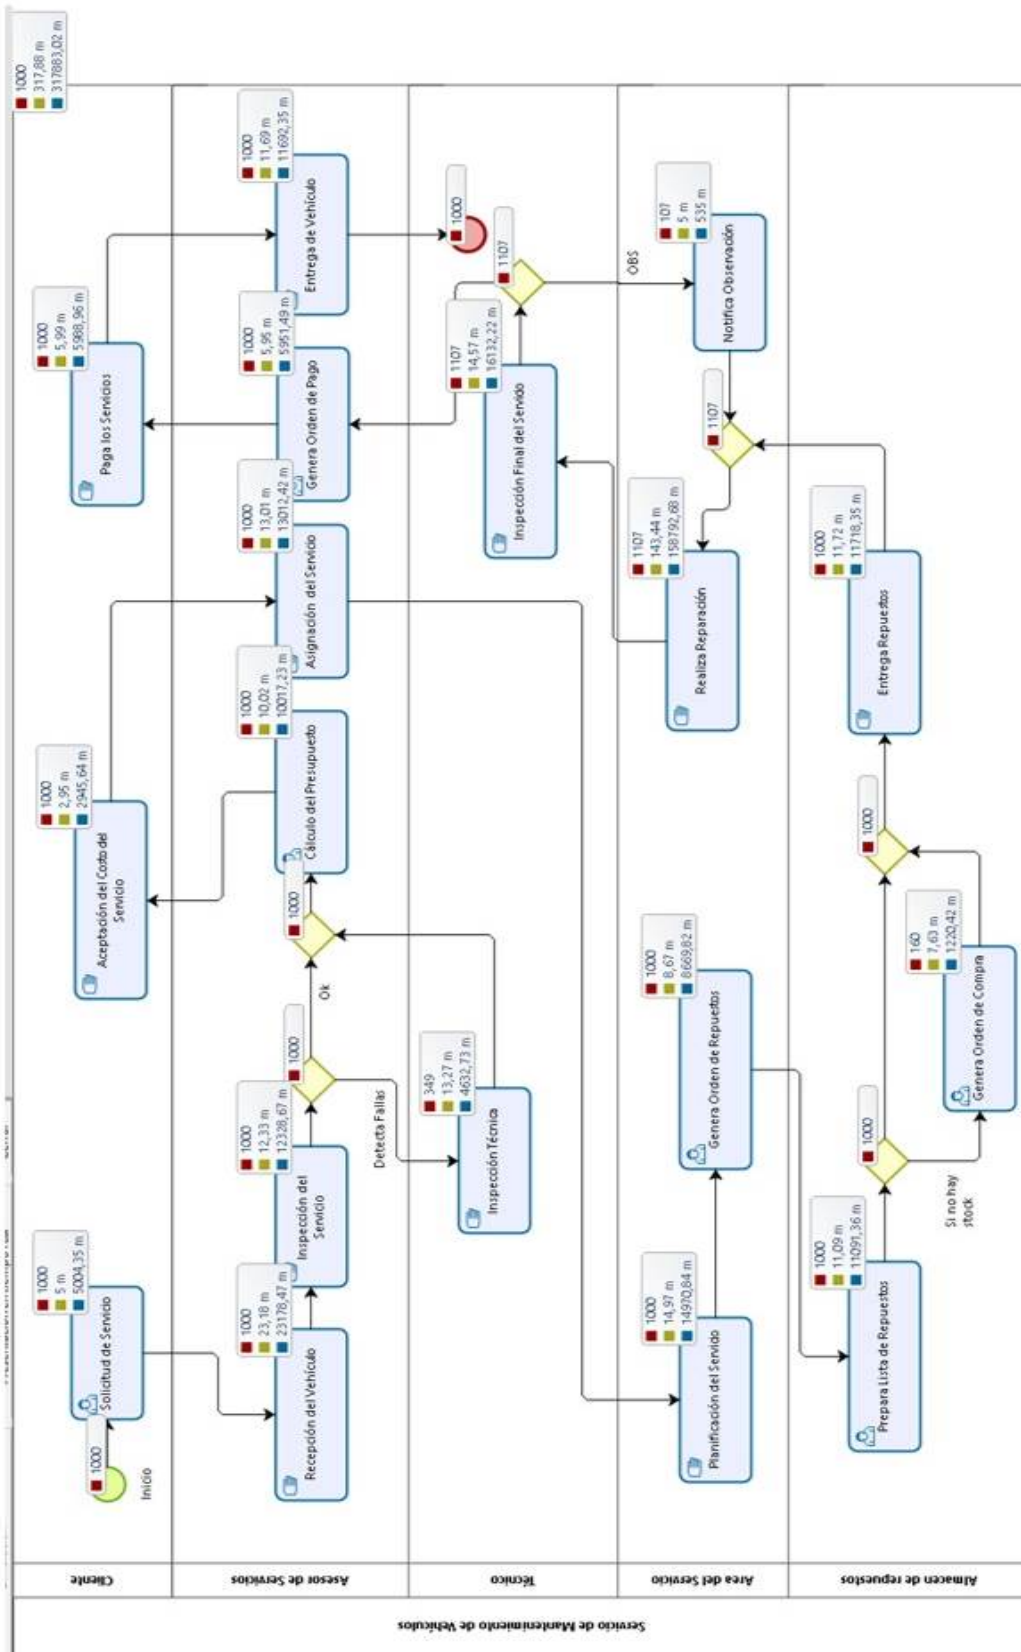 Servicio de Mantenimiento de Vehículos
Cliente
Asesor de Servicios
Técnico
Area del Servicio
Almacen de repuestos
1000
317,88 m
317883,02 m
Inicio
1000
Solicitud de Servicio
1000
5 m
5004,35 m
Aceptación del Costo del
Servicio
1000
2,95 m
2945,64 m
Paga los Servicios
1000
5,99 m
5988,96 m
Recepción del Vehículo
1000
23,18 m
23178,47 m
Inspección del
Servicio
1000
12,33 m
12328,67 m
1000
Ok
Detecta Fallas
1000
Cálculo del Presupuesto
1000
10,02 m
10017,23 m
Asignación del Servicio
1000
13,01 m
13012,42 m
Genera Orden de Pago
1000
5,95 m
5951,49 m
Entrega de Vehículo
1000
11,69 m
11692,35 m
Inspección Técnica
349
13,27 m
4632,73 m
Inspección Final del Servido
1107
14,57 m
16132,22 m
1107
1000
OBS
Planificación del Servido
1000
14,97 m
14970,84 m
Genera Orden de Repuestos
1000
8,67 m
8669,82 m
Realiza Reparación
1107
143,44 m
158792,68 m
1107
Notifica Observación
107
5 m
535 m
Prepara Lista de Repuestos
1000
11,09 m
11091,36 m
1000
Si no hay
stock
Genera Orden de Compra
160
7,63 m
1220,42 m
1000
Entrega Repuestos
1000
11,72 m
11718,35 m